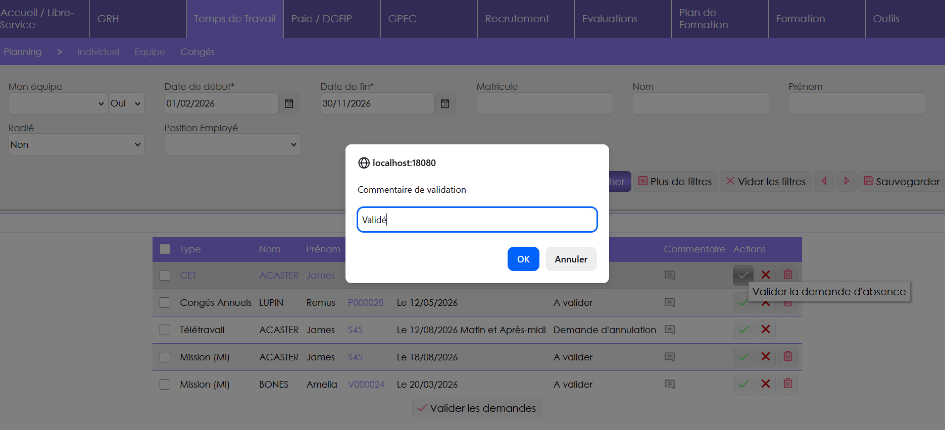 Accueil / Libre-Service
GRH
Temps de Travail
Paie / DGFIP
GPEC
Recrutement
Evaluations
Plan de Formation
Formation
Outils
Planning > Individuel Equipe Congés
Mon équipe
Date de début*
Date de fin*
Matricule
Nom
Prénom
Oui
01/02/2026
30/11/2026
Radié
Position Employé
Non
localhost:18080
Commentaire de validation
Validé
OK
Annuler
Plus de filtres
Vider les filtres
Sauvegarder
Type Nom Prénom Commentaire Actions
CET ACASTER James
Valider la demande d'absence
Congés Annuels LUPIN Remus P000028 Le 12/05/2026 A valider
Télétravail ACASTER James S45 Le 12/08/2026 Matin et Après-midi Demande d'annulation
Mission (MI) ACASTER James S45 Le 18/08/2026 A valider
Mission (MI) BONES Amelia V000024 Le 20/03/2026 A valider
Valider les demandes